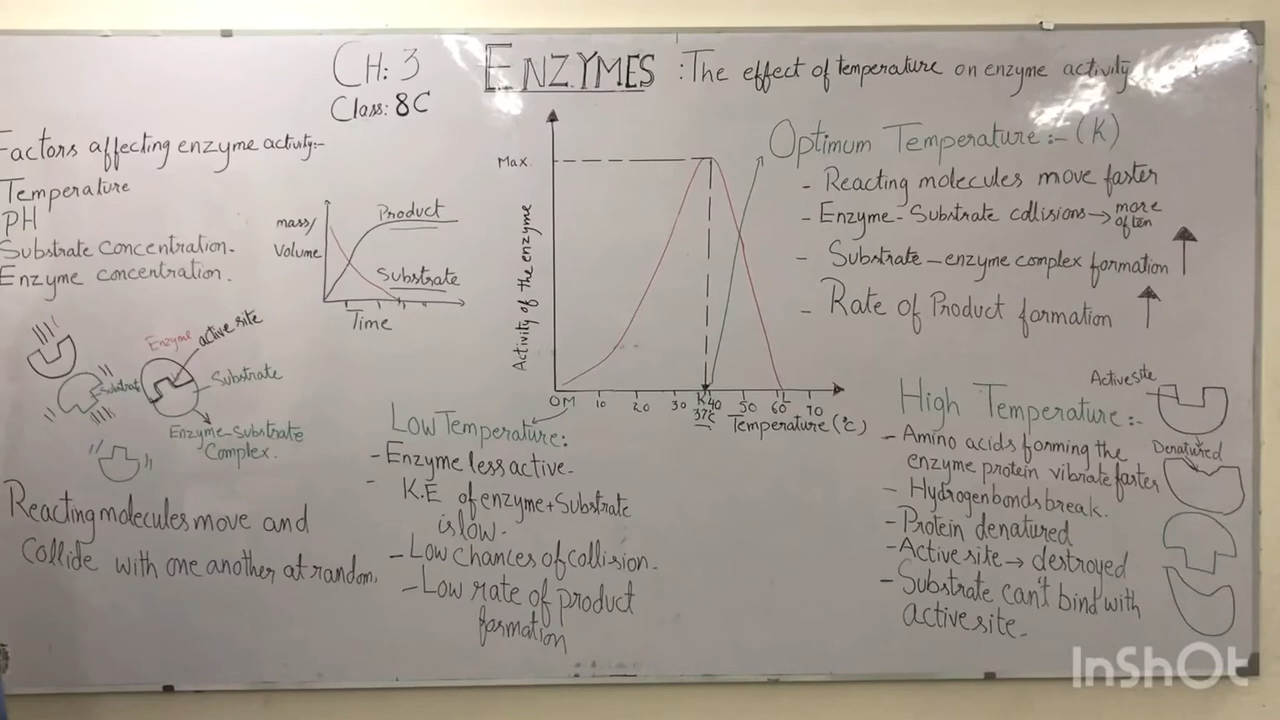 CH: 3
Class: 8C
ENZYMES : The effect of temperature on enzyme activity
Factors affecting enzyme activity:-
Temperature
PH
Substrate concentration-
Enzyme concentration.
mass/
Volume
Product
Substrate
Time
Enzyme
active site
Substrate
Substrate
Enzyme-Substrate
Complex.
Reacting molecules move and
Collide with one another at random.
Activity of the enzyme
Max.
OM 10 20 30 K40 50 60 70
L
Temperature (°c)
Low Temperature:
- Enzyme less active-
- K.E of enzyme+Substrate
is low-
- Low Chances of collision-
- Low rate of product
formation
Optimum Temperature:- (K)
- Reacting molecules move faster
- Enzyme-Substrate collisions→ more
often
- Substrate-enzyme complex formation
- Rate of Product formation
High Temperature:-
- Amino acids forming the
enzyme protein vibrate faster
- Hydrogen bonds break.
- Protein denatured
- Active site → destroyed
- Substrate can't bind with
active site-
Active site
Denatured
InShOt